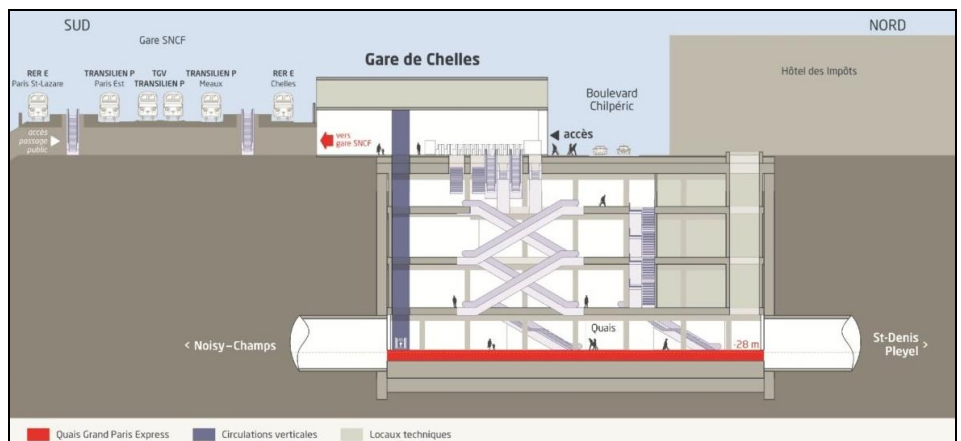 SUD
NORD
Gare SNCF
Gare de Chelles
RER E
Paris St-Lazare
TRANSILIEN P
Paris Est
TGV
TRANSILIEN P
TRANSILIEN P
Meaux
RER E
Chelles
Boulevard
Chilpéric
Hôtel des Impôts
accès
passage
public
vers
gare SNCF
accès
< Noisy–Champs
Quais
-28 m
St-Denis
Pleyel >
Quais Grand Paris Express
Circulations verticales
Locaux techniques